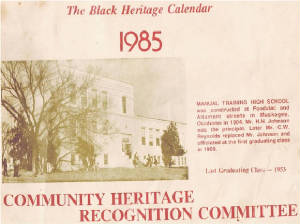 The Black Heritage Calendar
1985
MANUAL TRAINING HIGH SCHOOL
was constructed at Fondulac and
Altamont streets in Muskogee,
Oklahoma in 1904. Mr. H.H. Johnson
was the principal. Later Mr. C.W.
Reynolds replaced Mr. Johnson and
officiated at the first graduating class
in 1909.
Last Graduating Class — 1953
COMMUNITY HERITAGE
RECOGNITION COMMITTEE